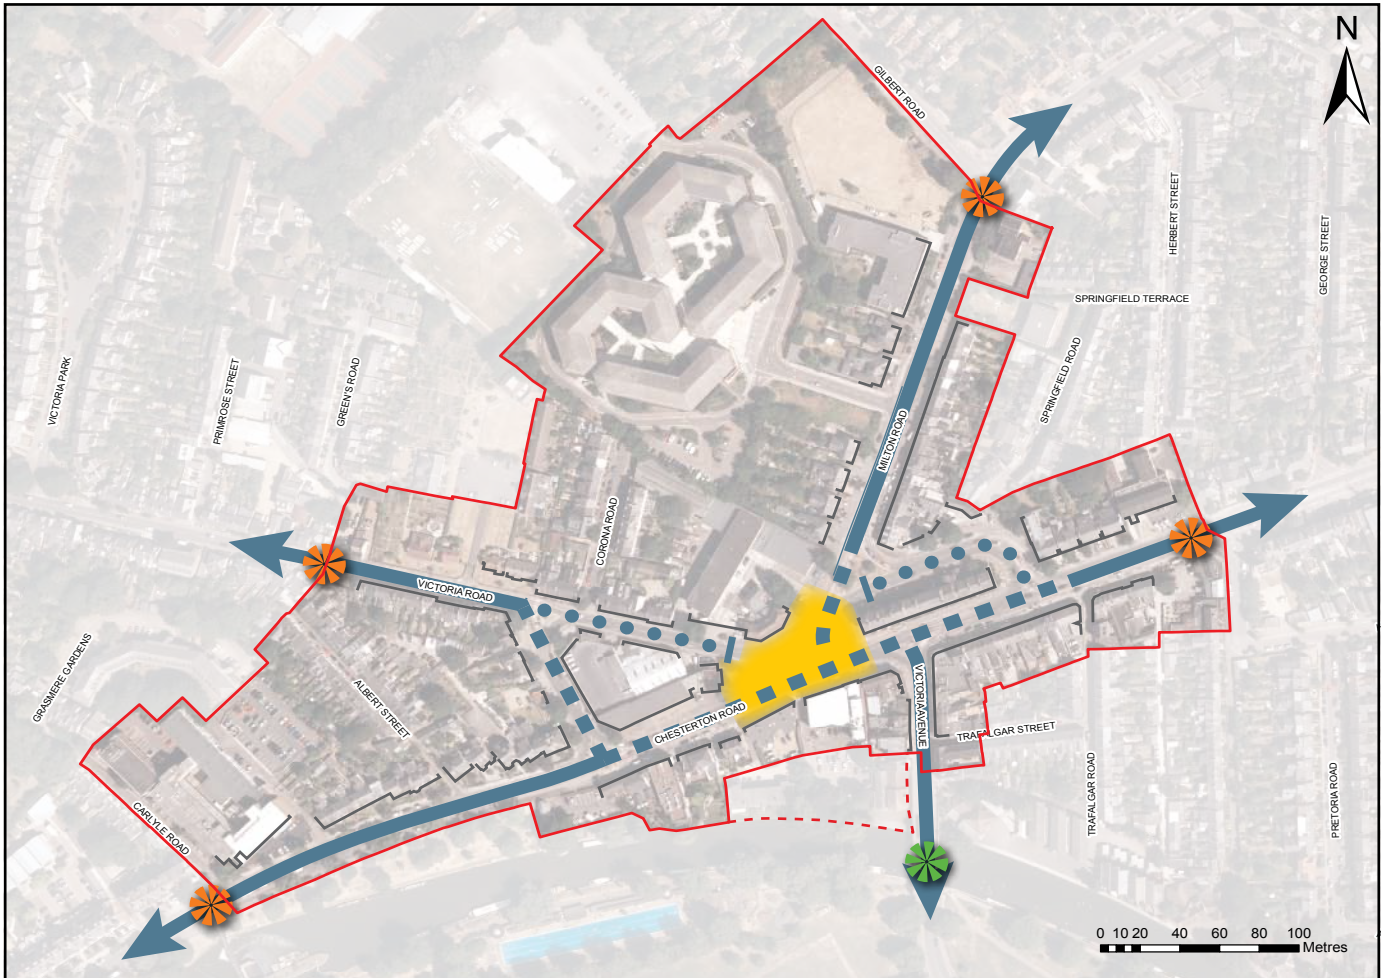 N
GILBERT ROAD
HERBERT STREET
GEORGE STREET
SPRINGFIELD TERRACE
SPRINGFIELD ROAD
VICTORIA PARK
PRIMROSE STREET
GREEN'S ROAD
MILTON ROAD
CORONA ROAD
VICTORIA ROAD
GRASMERE GARDENS
ALBERT STREET
CHESTERTON ROAD
VICTORIA AVENUE
TRAFALGAR STREET
TRAFALGAR ROAD
PRETORIA ROAD
CARLYLE ROAD
0 10 20 40 60 80 100
Metres